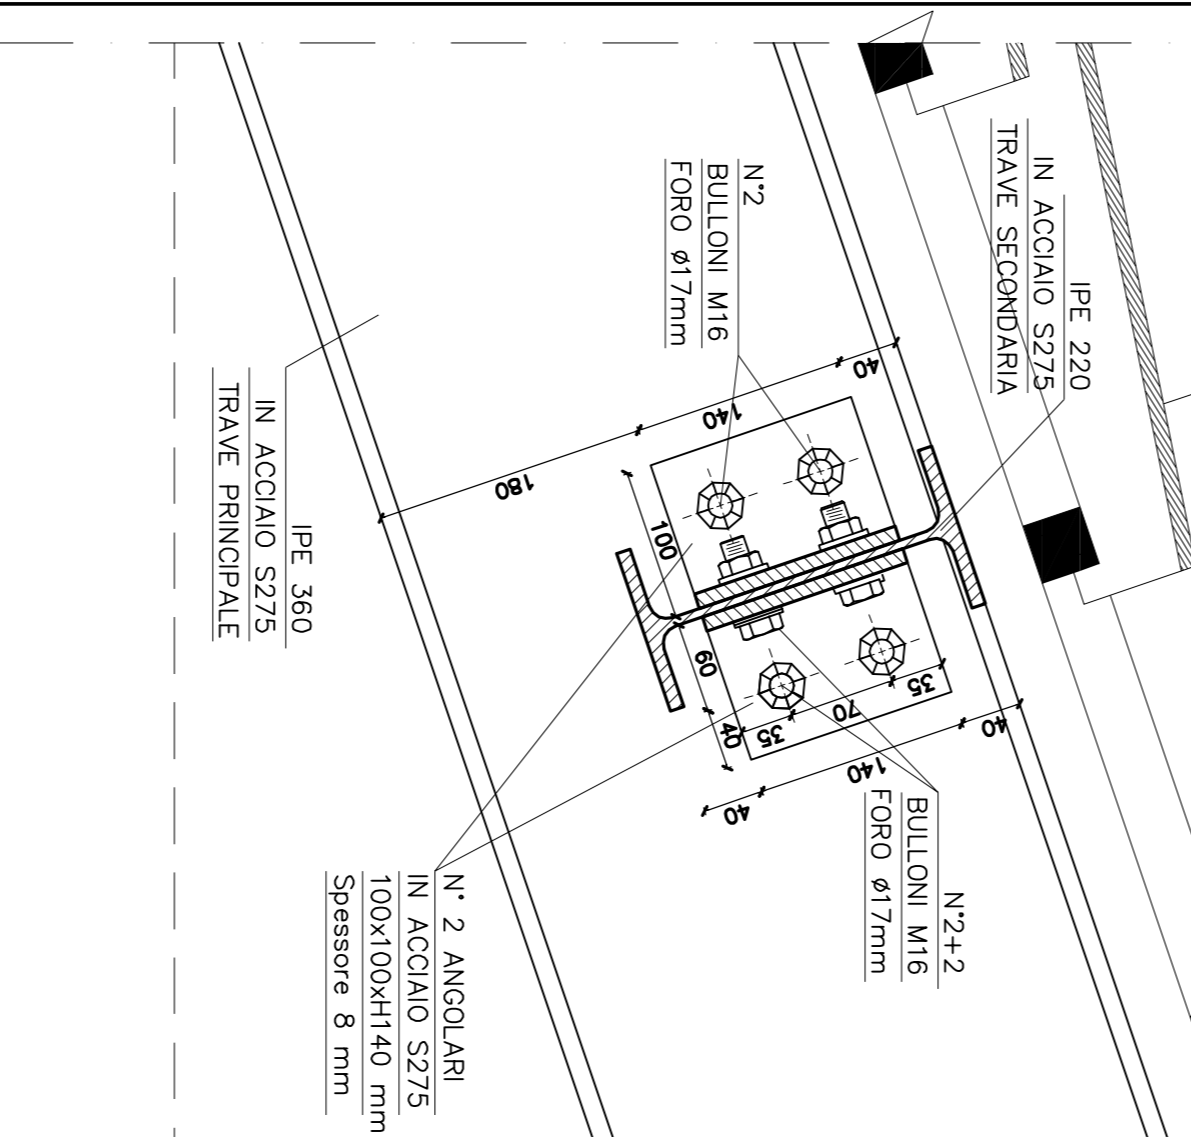 IPE 220
IN ACCIAIO S275
TRAVE SECONDARIA
N°2
BULLONI M16
FORO ø17mm
IPE 360
IN ACCIAIO S275
TRAVE PRINCIPALE
N°2+2
BULLONI M16
FORO ø17mm
N° 2 ANGOLARI
IN ACCIAIO S275
100x100xH140 mm
Spessore 8 mm
40
140
180
100
60
40
35
70
35
40
140
40